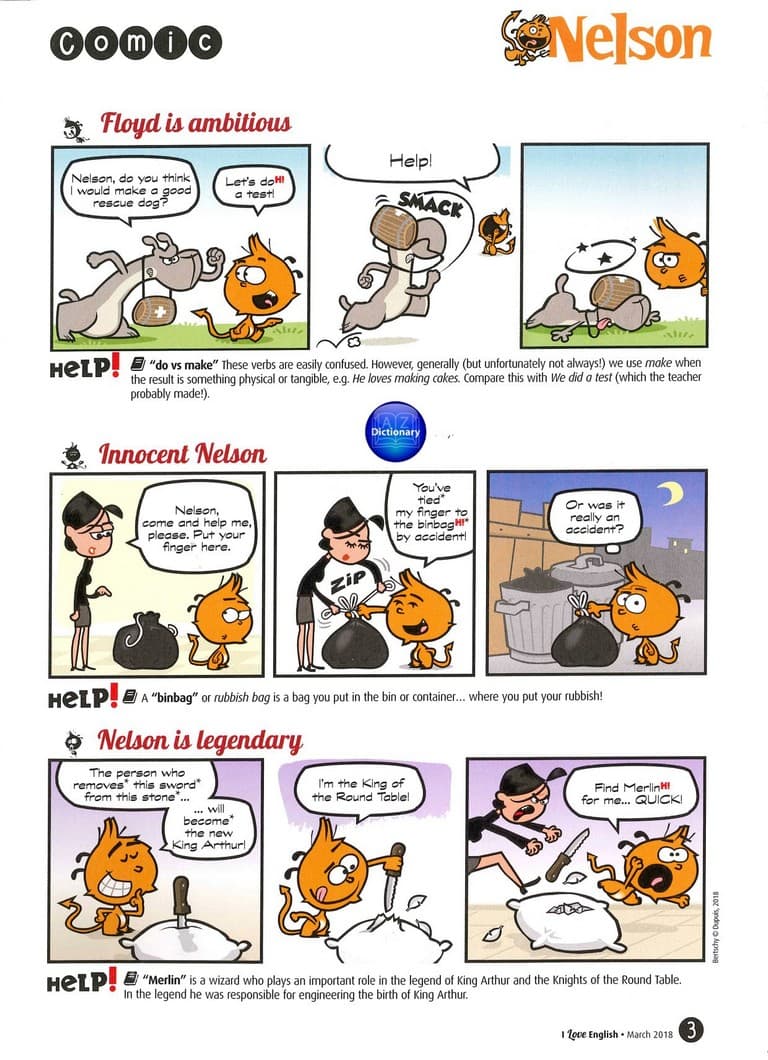 Comic
Nelson
Floyd is ambitious
Nelson, do you think
I would make a good
rescue dog?
Let's do H!
a test!
Help!
SMACK
HELP! "do vs make" These verbs are easily confused. However, generally (but unfortunately not always!) we use make when
the result is something physical or tangible, e.g. He loves making cakes. Compare this with We did a test (which the teacher
probably made!).
A Z
Dictionary
Innocent Nelson
Nelson,
come and help me,
please. Put your
finger here.
You've
tied*
my finger to
the binbag H!*
by accident!
ZIP
Or was it
really an
accident?
HELP! A "binbag" or rubbish bag is a bag you put in the bin or container... where you put your rubbish!
Nelson is legendary
The person who
removes* this sword*
from this stone*...
... will
become*
the new
King Arthur!
I'm the King of
the Round Table!
Find Merlin H!
for me... QUICK!
Bertschy © Dupuis, 2018
HELP! "Merlin" is a wizard who plays an important role in the legend of King Arthur and the Knights of the Round Table.
In the legend he was responsible for engineering the birth of King Arthur.
I Love English • March 2018 3